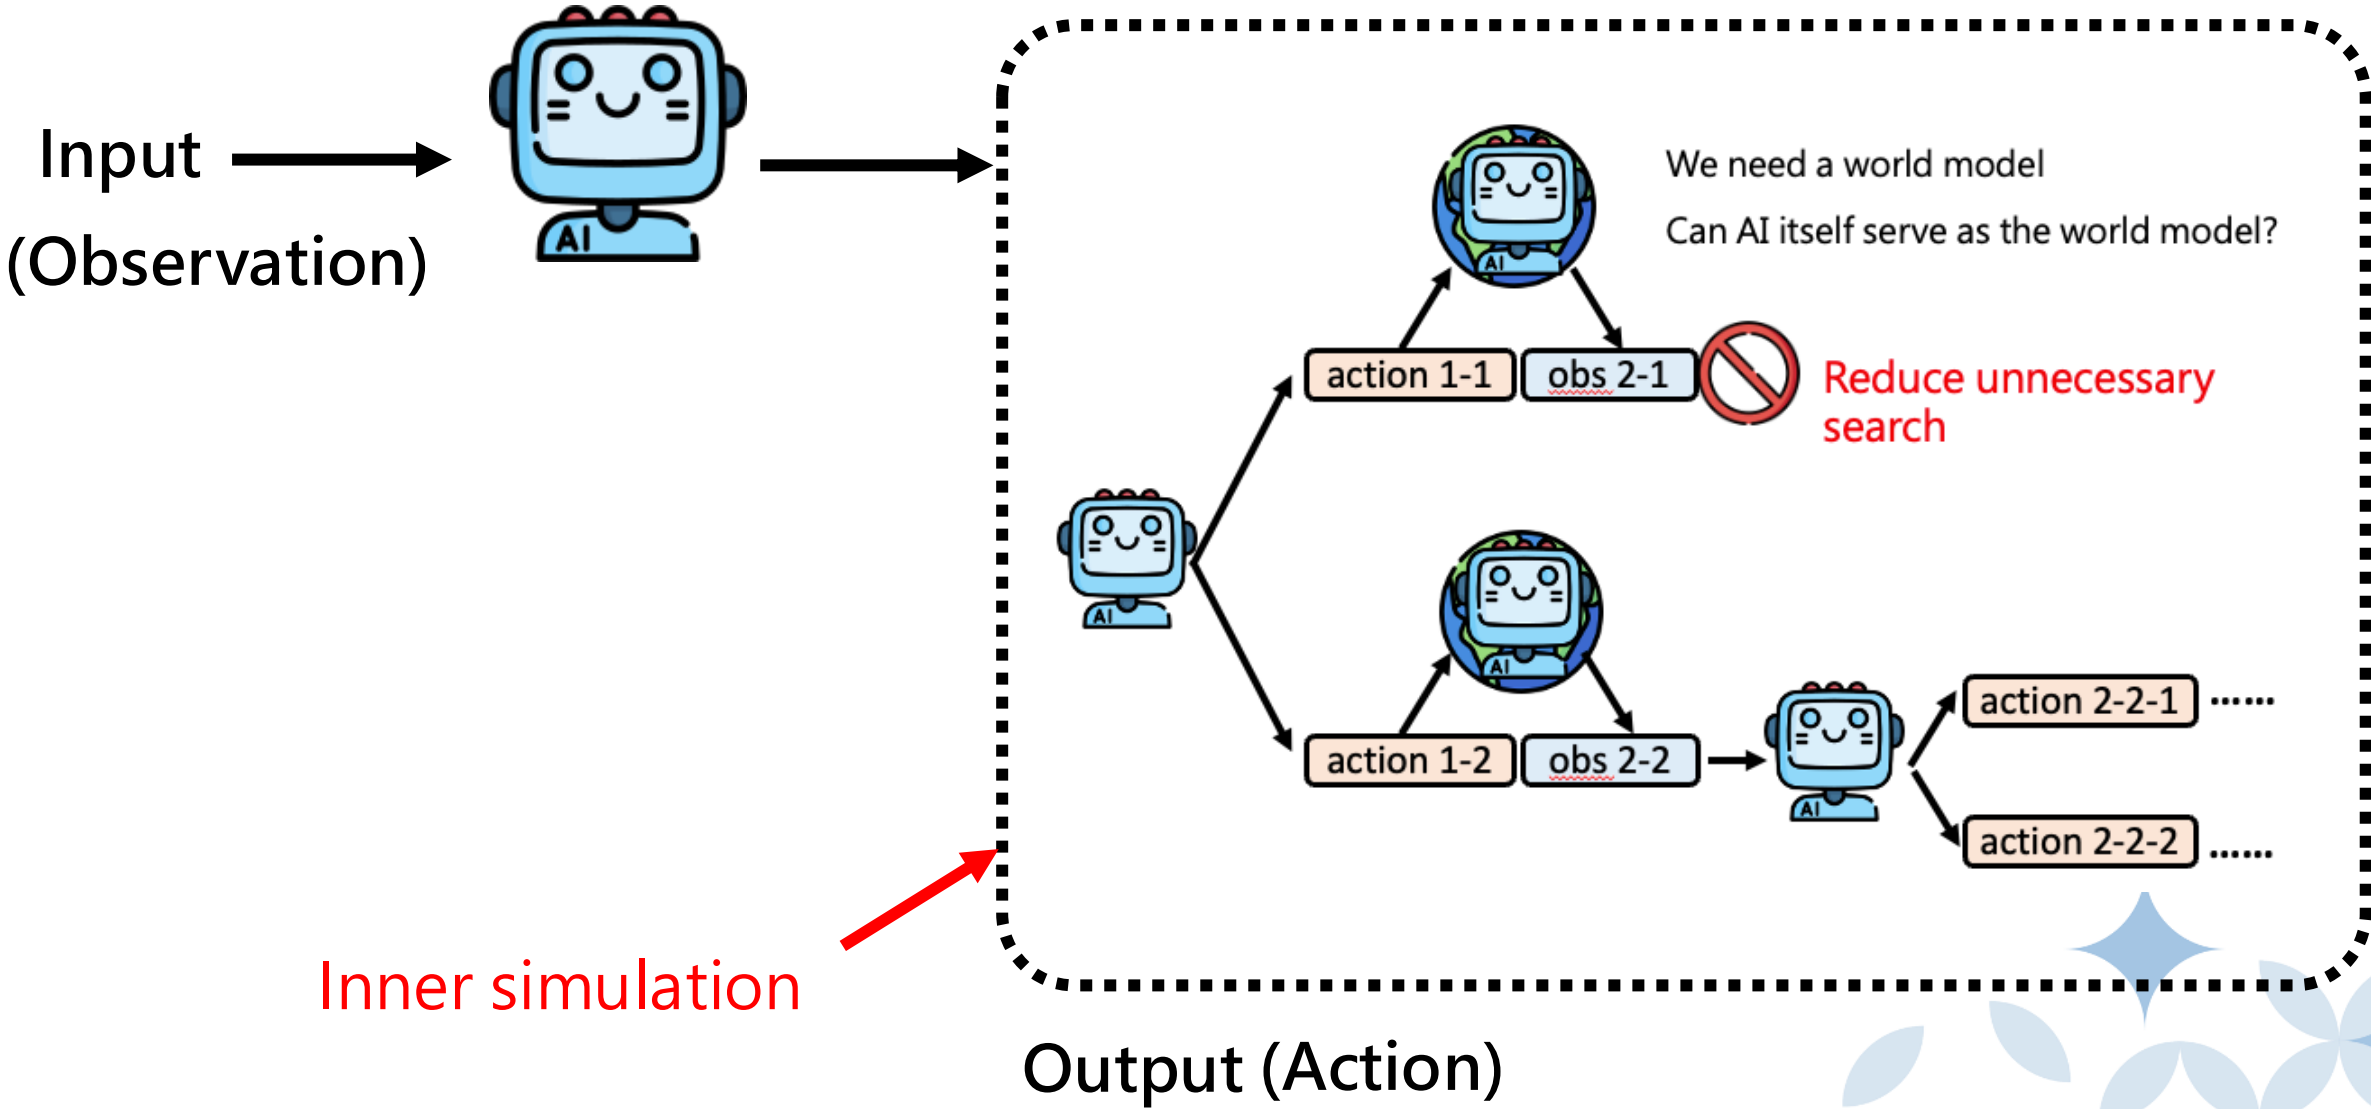 Input
(Observation)
AI
We need a world model
Can AI itself serve as the world model?
AI
action 1-1
obs 2-1
Reduce unnecessary
search
AI
AI
action 1-2
obs 2-2
AI
action 2-2-1 ......
action 2-2-2 ......
Inner simulation
Output (Action)